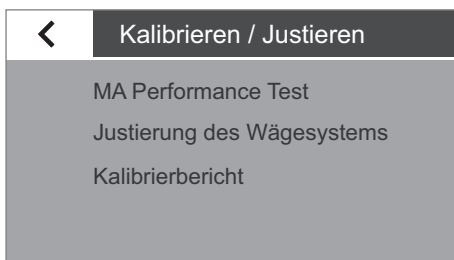 Kalibrieren / Justieren
MA Performance Test
Justierung des Wägesystems
Kalibrierbericht